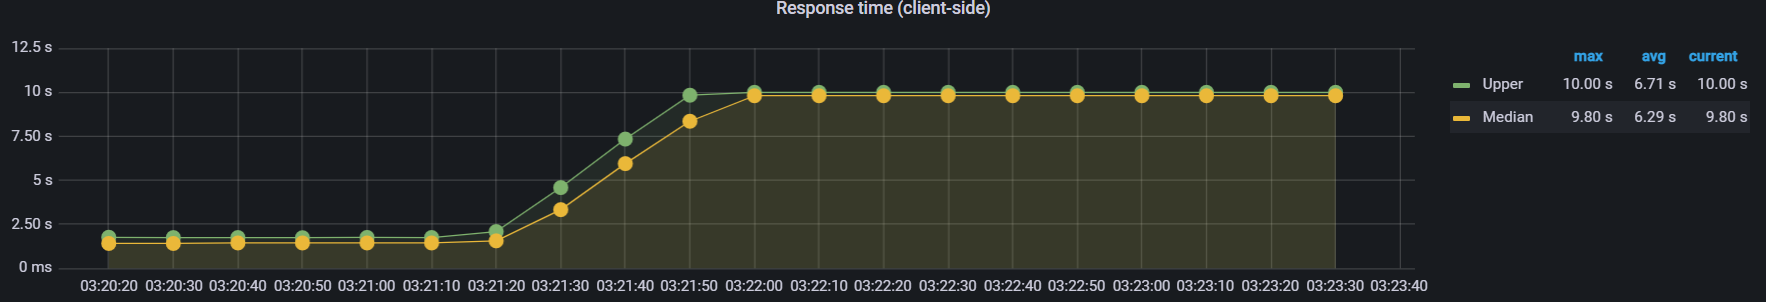 Response time (client-side)
12.5 s
10 s
7.50 s
5 s
2.50 s
0 ms
03:20:20 03:20:30 03:20:40 03:20:50 03:21:00 03:21:10 03:21:20 03:21:30 03:21:40 03:21:50 03:22:00 03:22:10 03:22:20 03:22:30 03:22:40 03:22:50 03:23:00 03:23:10 03:23:20 03:23:30 03:23:40
max avg current
Upper 10.00 s 6.71 s 10.00 s
Median 9.80 s 6.29 s 9.80 s